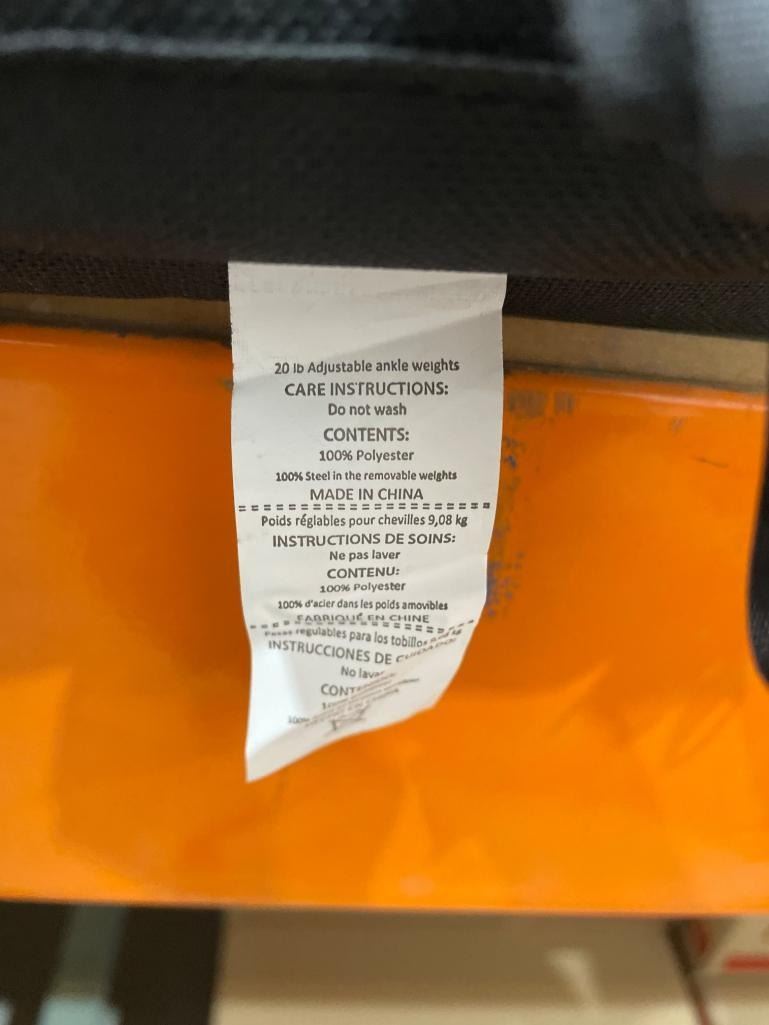 20 lb Adjustable ankle weights
CARE INSTRUCTIONS:
Do not wash
CONTENTS:
100% Polyester
100% Steel in the removable weights
MADE IN CHINA
Poids réglables pour chevilles 9,08 kg
INSTRUCTIONS DE SOINS:
Ne pas laver
CONTENU:
100% Polyester
100% d'acier dans les poids amovibles
FABRIQUÉ EN CHINE
Pesas regulables para los tobillos
INSTRUCCIONES DE CUIDADO:
No lavar
100%